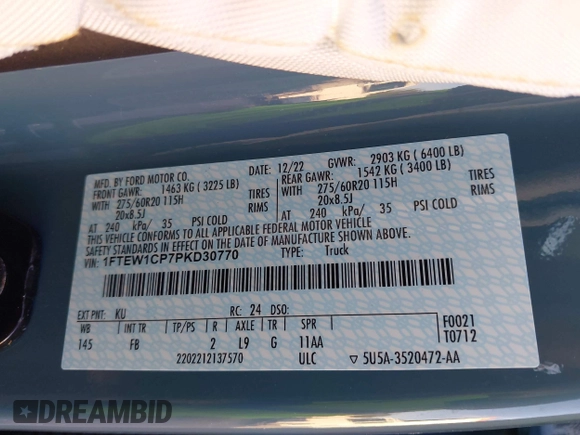 MFD. BY FORD MOTOR CO.
DATE: 12/22 GVWR: 2903 KG ( 6400 LB)
FRONT GAWR: 1463 KG ( 3225 LB) REAR GAWR: 1542 KG ( 3400 LB)
WITH 275/60R20 115H TIRES WITH 275/60R20 115H TIRES
20x8.5J RIMS 20x8.5J RIMS
AT 240 kPa/ 35 PSI COLD AT 240 kPa/ 35 PSI COLD
THIS VEHICLE CONFORMS TO ALL APPLICABLE FEDERAL MOTOR VEHICLE
SAFETY STANDARDS IN EFFECT ON THE DATE OF MANUFACTURE SHOWN ABOVE.
VIN: 1FTEW1CP7PKD30770 TYPE: Truck
EXT PNT: KU RC: 24 DSO:
WB INT TR TP/PS R AXLE TR SPR
145 FB 2 L9 G 11AA
F0021
T0712
2202212137570 ULC 5U5A-3520472-AA
DREAMBID